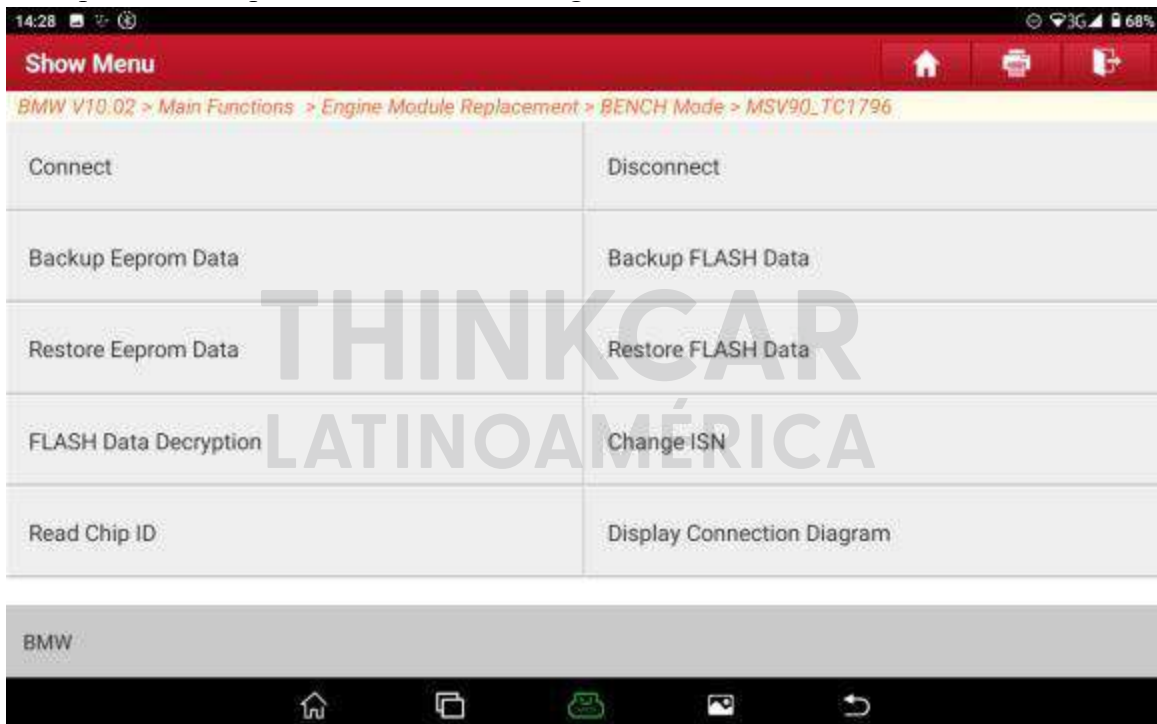 14:28 3G 68%
Show Menu
BMW V10.02 > Main Functions > Engine Module Replacement > BENCH Mode > MSV90_TC1796
Connect Disconnect
Backup Eeprom Data Backup FLASH Data
THINKCAR
Restore Eeprom Data Restore FLASH Data
LATINOAMÉRICA
FLASH Data Decryption Change ISN
Read Chip ID Display Connection Diagram
BMW